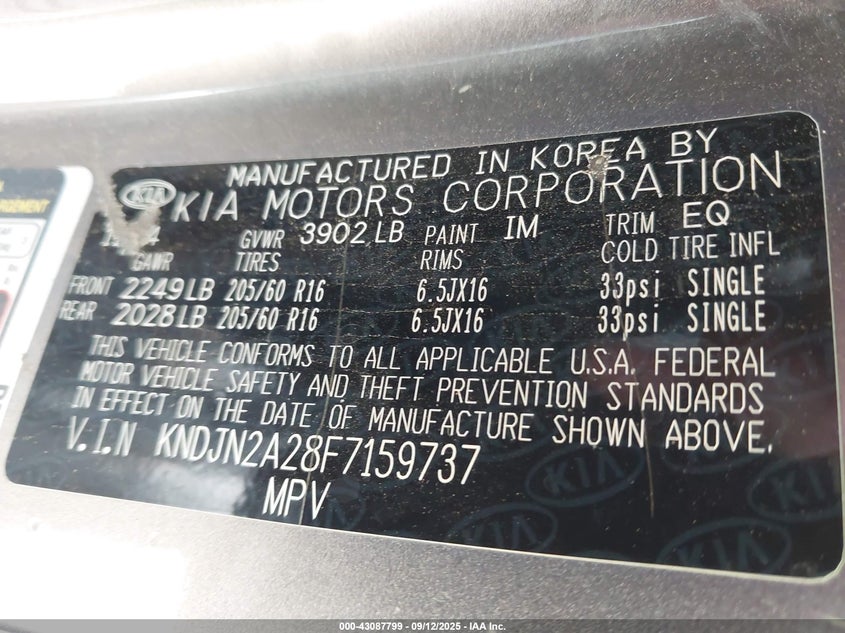 MANUFACTURED IN KOREA BY
KIA KIA MOTORS CORPORATION
GVWR 3902 LB PAINT IM TRIM EQ
GAWR TIRES RIMS COLD TIRE INFL
FRONT 2249 LB 205/60 R16 6.5JX16 33psi SINGLE
REAR 2028 LB 205/60 R16 6.5JX16 33psi SINGLE
THIS VEHICLE CONFORMS TO ALL APPLICABLE U.S.A. FEDERAL
MOTOR VEHICLE SAFETY AND THEFT PREVENTION STANDARDS
IN EFFECT ON THE DATE OF MANUFACTURE SHOWN ABOVE.
V.I.N KNDJN2A28F7159737
MPV
000-43087799 - 09/12/2025 - IAA Inc.